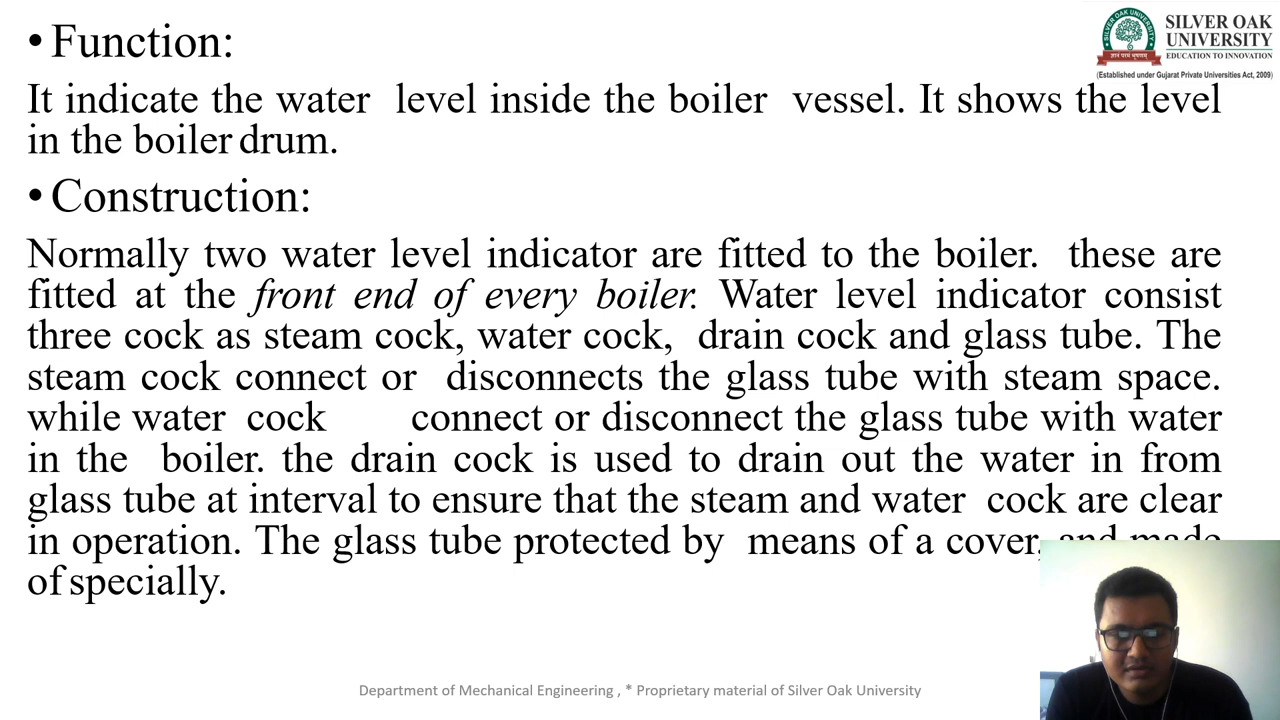 SILVER OAK
UNIVERSITY
EDUCATION TO INNOVATION
(Established under Gujarat Private Universities Act, 2009)
• Function:
It indicate the water level inside the boiler vessel. It shows the level
in the boiler drum.
• Construction:
Normally two water level indicator are fitted to the boiler. these are
fitted at the front end of every boiler. Water level indicator consist
three cock as steam cock, water cock, drain cock and glass tube. The
steam cock connect or disconnects the glass tube with steam space.
while water cock connect or disconnect the glass tube with water
in the boiler. the drain cock is used to drain out the water in from
glass tube at interval to ensure that the steam and water cock are clear
in operation. The glass tube protected by means of a cover, and made
of specially.
Department of Mechanical Engineering , * Proprietary material of Silver Oak University